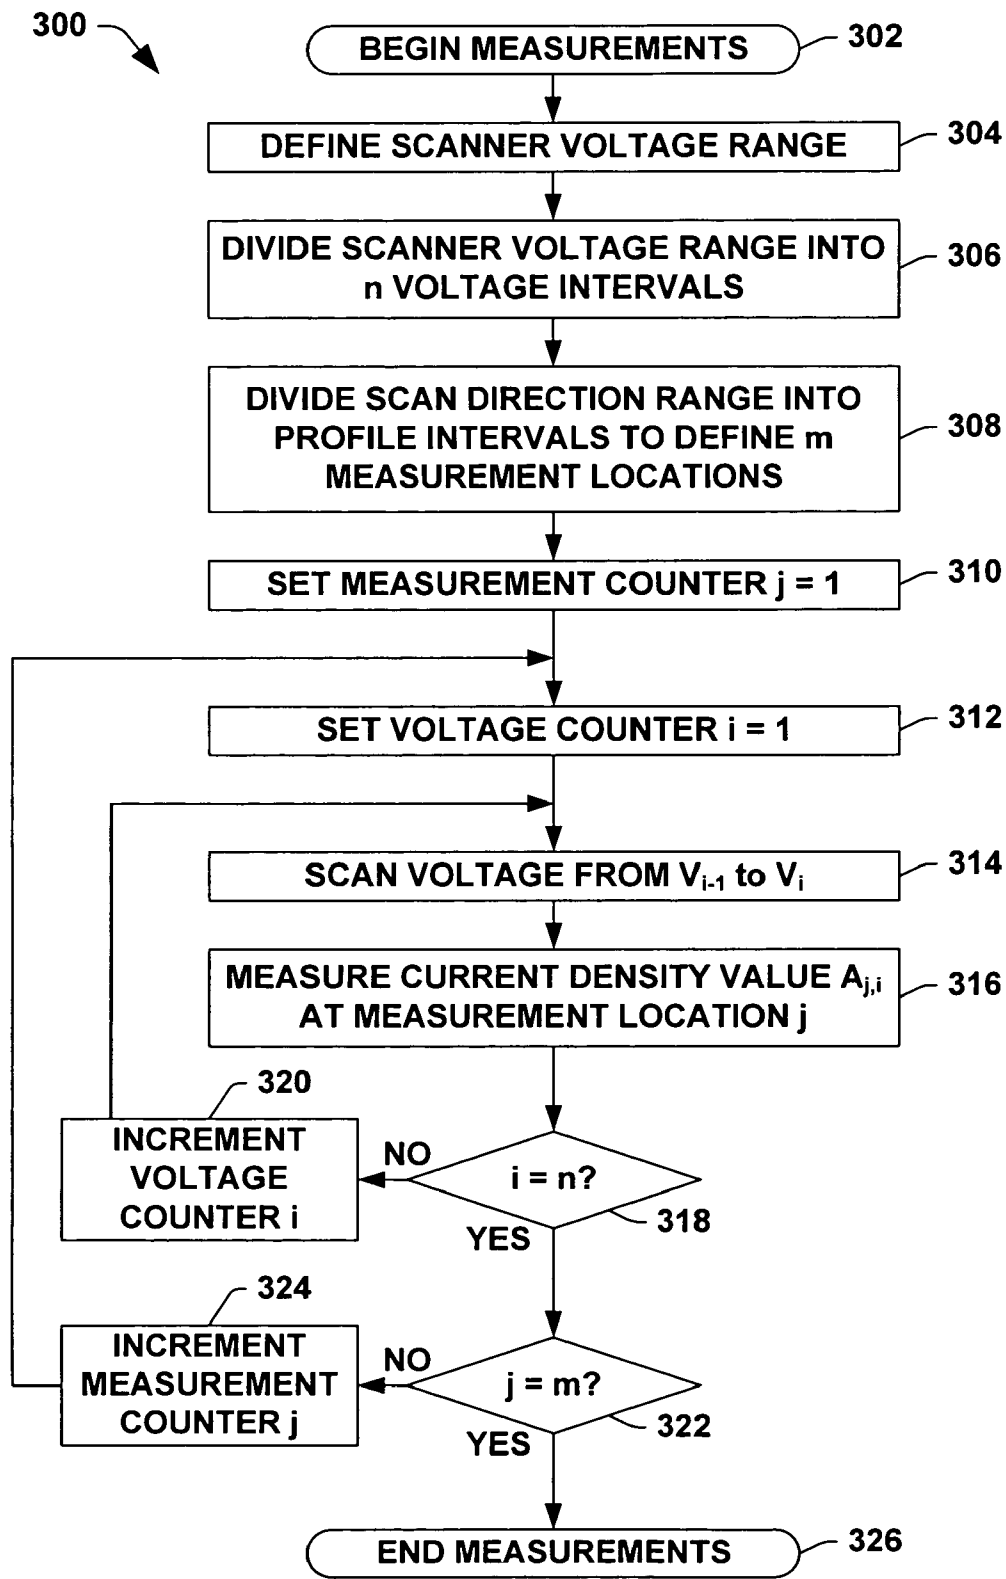 300
BEGIN MEASUREMENTS
302
DEFINE SCANNER VOLTAGE RANGE
304
DIVIDE SCANNER VOLTAGE RANGE INTO
n VOLTAGE INTERVALS
306
DIVIDE SCAN DIRECTION RANGE INTO
PROFILE INTERVALS TO DEFINE m
MEASUREMENT LOCATIONS
308
SET MEASUREMENT COUNTER j = 1
310
SET VOLTAGE COUNTER i = 1
312
SCAN VOLTAGE FROM Vi-1 to Vi
314
MEASURE CURRENT DENSITY VALUE Aj,i
AT MEASUREMENT LOCATION j
316
320
INCREMENT
VOLTAGE
COUNTER i
NO
i = n?
318
YES
324
INCREMENT
MEASUREMENT
COUNTER j
NO
j = m?
322
YES
END MEASUREMENTS
326